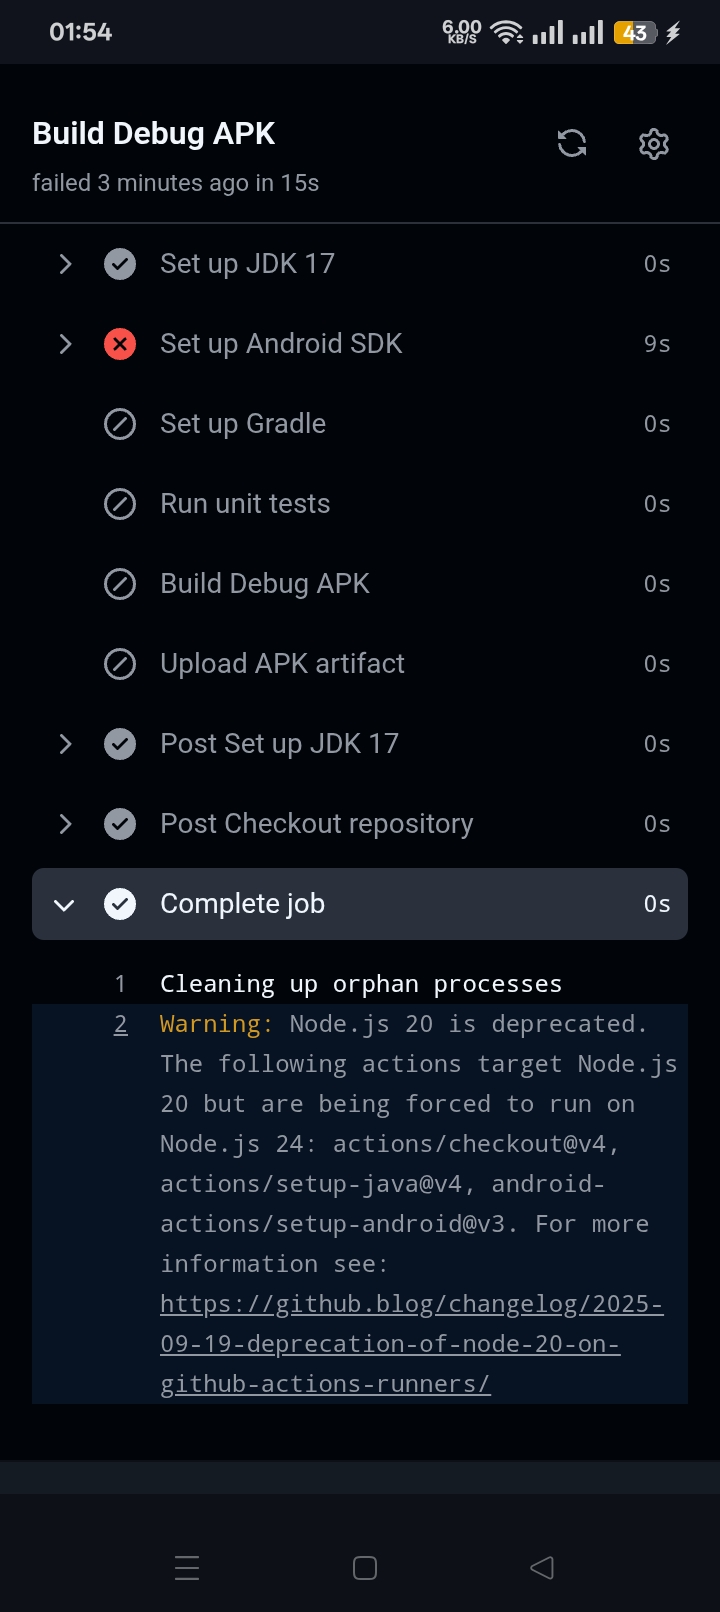 01:54
6.00
KB/S
43
Build Debug APK
failed 3 minutes ago in 15s
Set up JDK 17 0s
Set up Android SDK 9s
Set up Gradle 0s
Run unit tests 0s
Build Debug APK 0s
Upload APK artifact 0s
Post Set up JDK 17 0s
Post Checkout repository 0s
Complete job 0s
1 Cleaning up orphan processes
2 Warning: Node.js 20 is deprecated.
The following actions target Node.js
20 but are being forced to run on
Node.js 24: actions/checkout@v4,
actions/setup-java@v4, android-
actions/setup-android@v3. For more
information see:
https://github.blog/changelog/2025-
09-19-deprecation-of-node-20-on-
github-actions-runners/